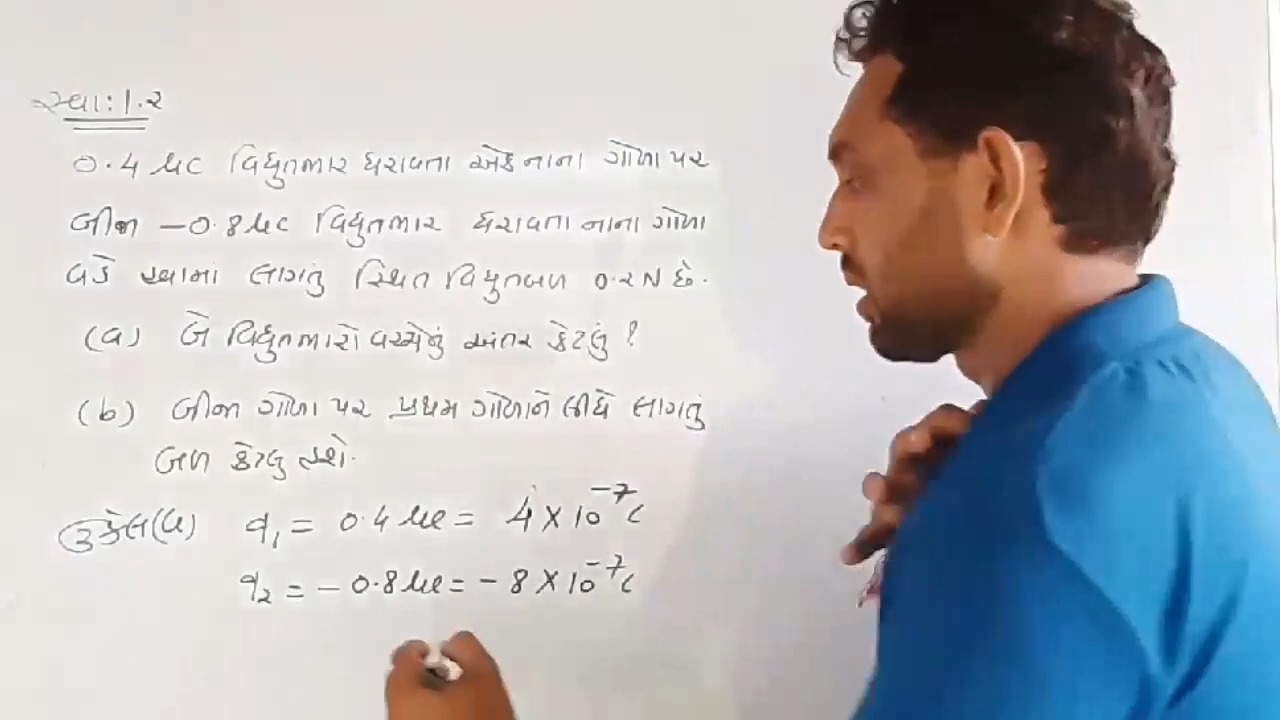 સ્વા: 1.૨
0.4 μC વિદ્યુતભાર ધરાવતા એક નાના ગોળા પર
બીજા -0.8 μC વિદ્યુતભાર ધરાવતા નાના ગોળા
વડે હવામાં લાગતું સ્થિત વિદ્યુતબળ 0.૨ N છે.
(a) બે વિદ્યુતભારો વચ્ચેનું અંતર કેટલું ?
(b) બીજા ગોળા પર પ્રથમ ગોળાને લીધે લાગતું
બળ કેટલુ હશે.
ઉકેલ(a) q₁ = 0.4 μC = 4 × 10⁻⁷ C
q₂ = - 0.8 μC = - 8 × 10⁻⁷ C